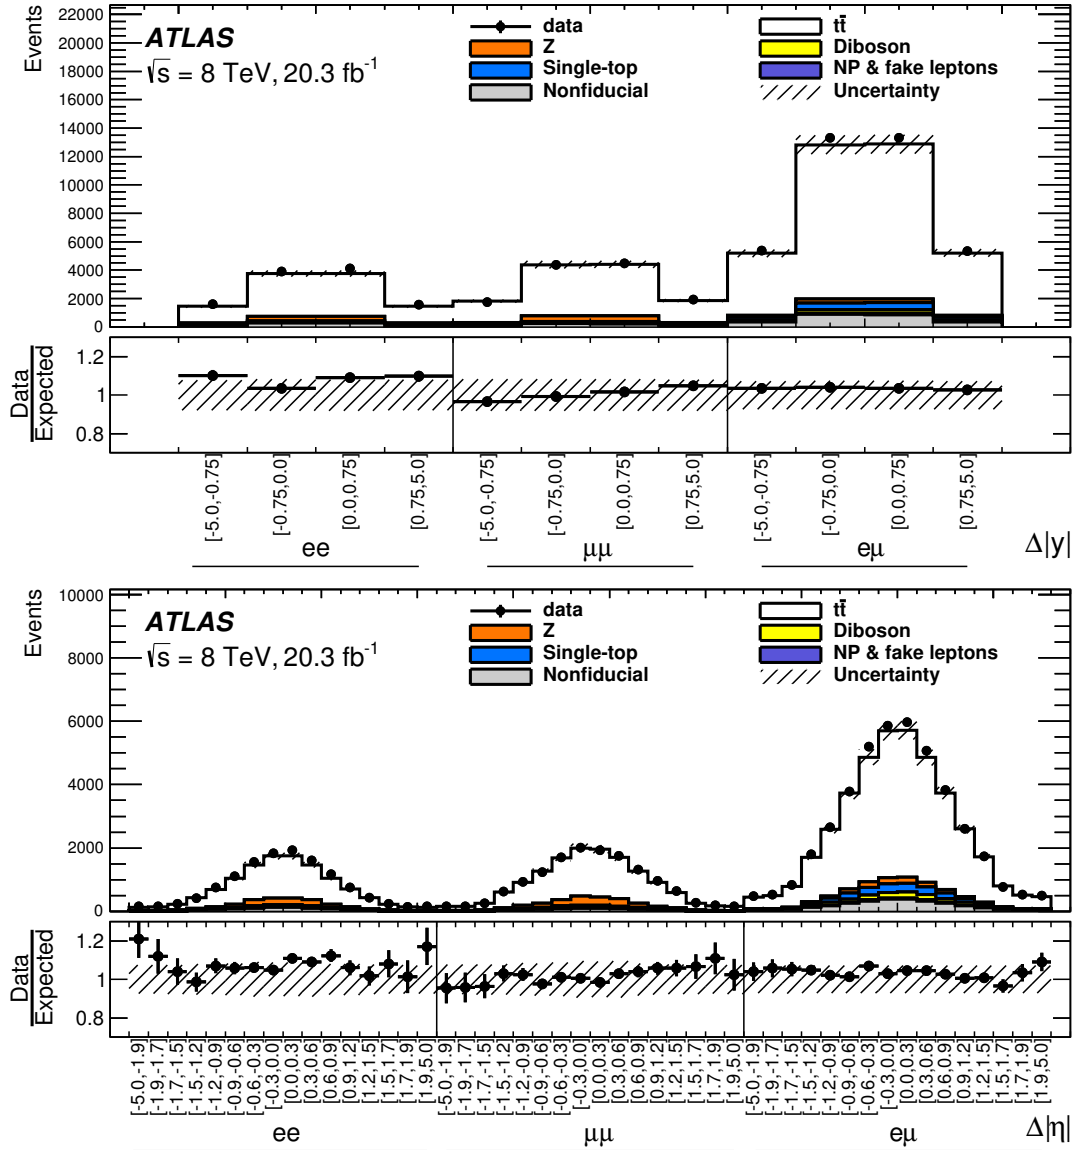 Events
22000
20000
18000
16000
14000
12000
10000
8000
6000
4000
2000
0
ATLAS
√s = 8 TeV, 20.3 fb⁻¹
data
Z
Single-top
Nonfiducial
tt̄
Diboson
NP & fake leptons
Uncertainty
Data
Expected
1.2
1
0.8
[-5.0,-0.75]
[-0.75,0.0]
[0.0,0.75]
[0.75,5.0]
[-5.0,-0.75]
[-0.75,0.0]
[0.0,0.75]
[0.75,5.0]
[-5.0,-0.75]
[-0.75,0.0]
[0.0,0.75]
[0.75,5.0]
ee
μμ
eμ
Δ|y|
Events
10000
8000
6000
4000
2000
0
ATLAS
√s = 8 TeV, 20.3 fb⁻¹
data
Z
Single-top
Nonfiducial
tt̄
Diboson
NP & fake leptons
Uncertainty
Data
Expected
1.2
1
0.8
[-5.0,-1.9]
[-1.9,-1.7]
[-1.7,-1.5]
[-1.5,-1.2]
[-1.2,-0.9]
[-0.9,-0.6]
[-0.6,-0.3]
[-0.3,0.0]
[0.0,0.3]
[0.3,0.6]
[0.6,0.9]
[0.9,1.2]
[1.2,1.5]
[1.5,1.7]
[1.7,1.9]
[1.9,5.0]
[-5.0,-1.9]
[-1.9,-1.7]
[-1.7,-1.5]
[-1.5,-1.2]
[-1.2,-0.9]
[-0.9,-0.6]
[-0.6,-0.3]
[-0.3,0.0]
[0.0,0.3]
[0.3,0.6]
[0.6,0.9]
[0.9,1.2]
[1.2,1.5]
[1.5,1.7]
[1.7,1.9]
[1.9,5.0]
[-5.0,-1.9]
[-1.9,-1.7]
[-1.7,-1.5]
[-1.5,-1.2]
[-1.2,-0.9]
[-0.9,-0.6]
[-0.6,-0.3]
[-0.3,0.0]
[0.0,0.3]
[0.3,0.6]
[0.6,0.9]
[0.9,1.2]
[1.2,1.5]
[1.5,1.7]
[1.7,1.9]
[1.9,5.0]
ee
μμ
eμ
Δ|η|